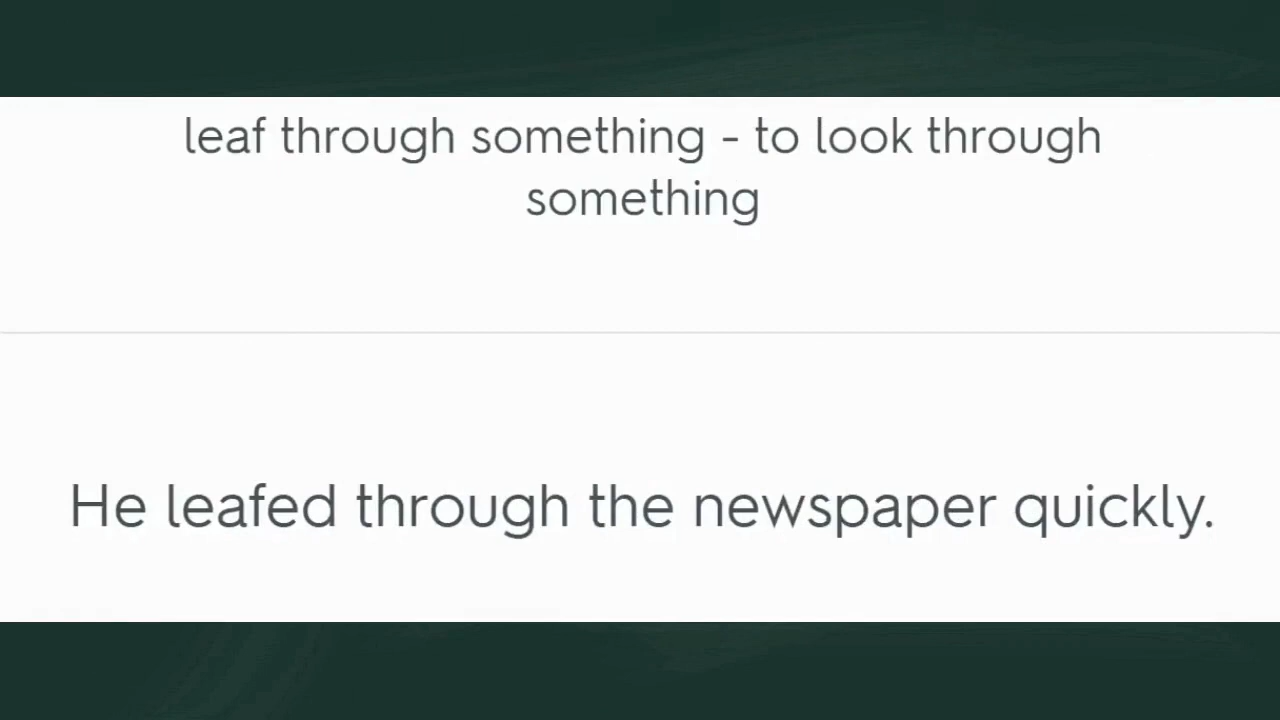 leaf through something - to look through
something
He leafed through the newspaper quickly.